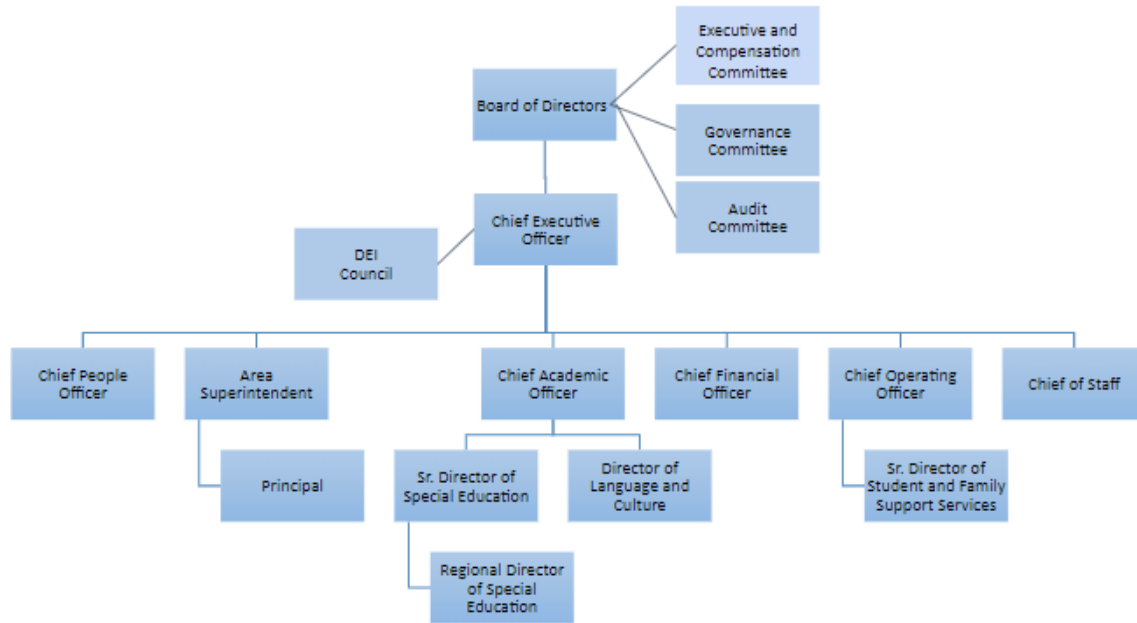 Executive and
Compensation
Committee
Board of Directors
Governance
Committee
Audit
Committee
Chief Executive
Officer
DEI
Council
Chief People
Officer
Area
Superintendent
Chief Academic
Officer
Chief Financial
Officer
Chief Operating
Officer
Chief of Staff
Principal
Sr. Director of
Special Education
Director of
Language and
Culture
Sr. Director of
Student and Family
Support Services
Regional Director
of Special
Education